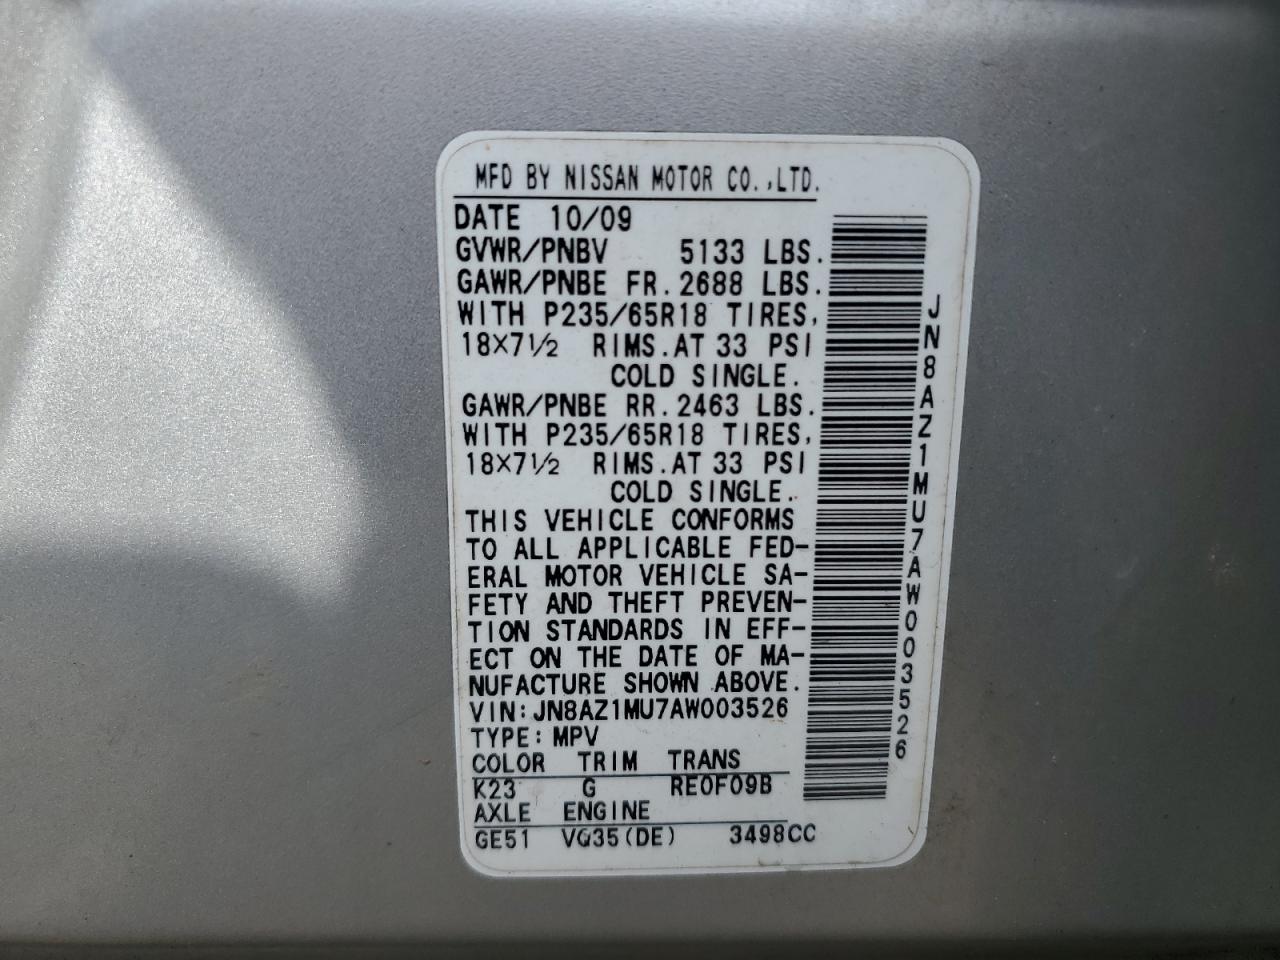 MFD BY NISSAN MOTOR CO.,LTD.
DATE 10/09
GVWR/PNBV 5133 LBS.
GAWR/PNBE FR.2688 LBS.
WITH P235/65R18 TIRES,
18×7½ RIMS.AT 33 PSI
COLD SINGLE.
GAWR/PNBE RR.2463 LBS.
WITH P235/65R18 TIRES,
18×7½ RIMS.AT 33 PSI
COLD SINGLE.
THIS VEHICLE CONFORMS
TO ALL APPLICABLE FED-
ERAL MOTOR VEHICLE SA-
FETY AND THEFT PREVEN-
TION STANDARDS IN EFF-
ECT ON THE DATE OF MA-
NUFACTURE SHOWN ABOVE.
VIN:JN8AZ1MU7AW003526
TYPE:MPV
COLOR TRIM TRANS
K23 G RE0F09B
AXLE ENGINE
GE51 VQ35(DE) 3498CC
JN8AZ1MU7AW003526